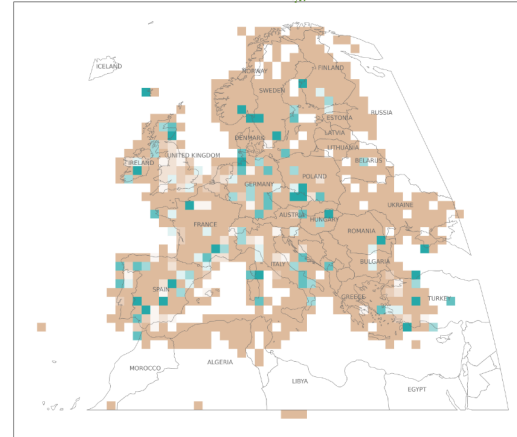 ICELAND
FINLAND
NORWAY
SWEDEN
RUSSIA
ESTONIA
LATVIA
DENMARK
LITHUANIA
UNITED KINGDOM
IRELAND
BELARUS
POLAND
GERMANY
UKRAINE
AUSTRIA
HUNGARY
FRANCE
ROMANIA
BULGARIA
ITALY
SPAIN
GREECE
TURKEY
ALGERIA
MOROCCO
LIBYA
EGYPT